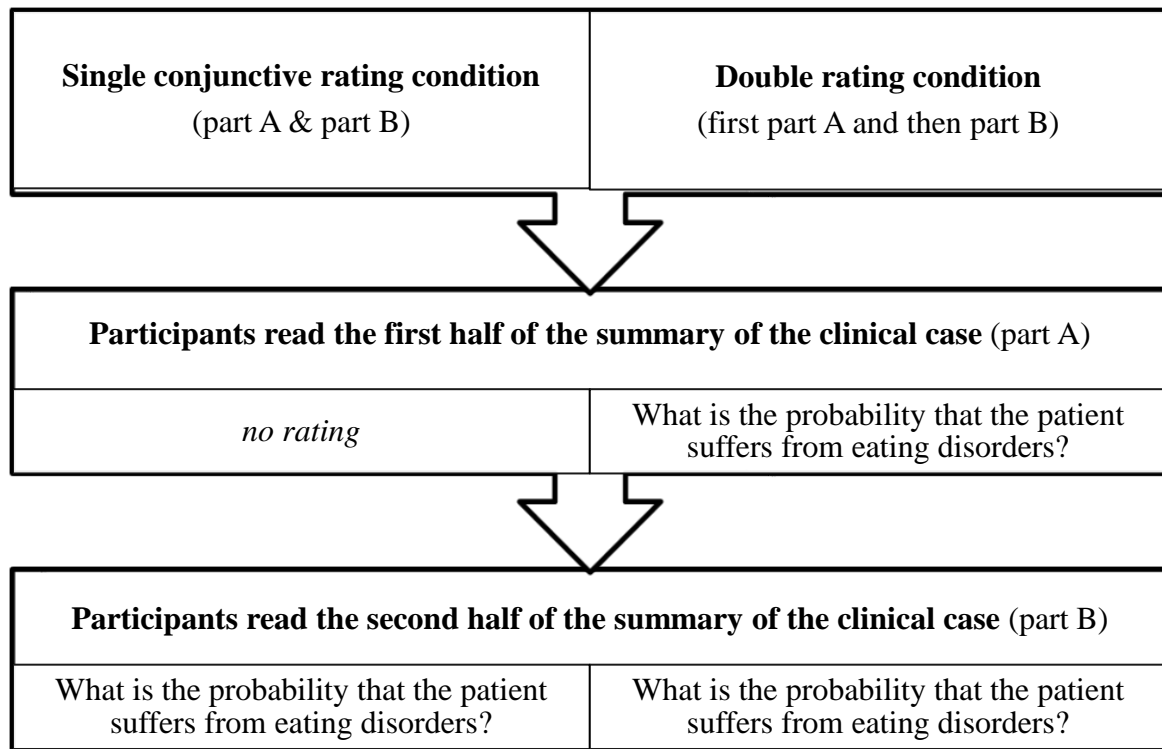 Single conjunctive rating condition
(part A & part B)
Double rating condition
(first part A and then part B)
Participants read the first half of the summary of the clinical case (part A)
no rating
What is the probability that the patient
suffers from eating disorders?
Participants read the second half of the summary of the clinical case (part B)
What is the probability that the patient
suffers from eating disorders?
What is the probability that the patient
suffers from eating disorders?